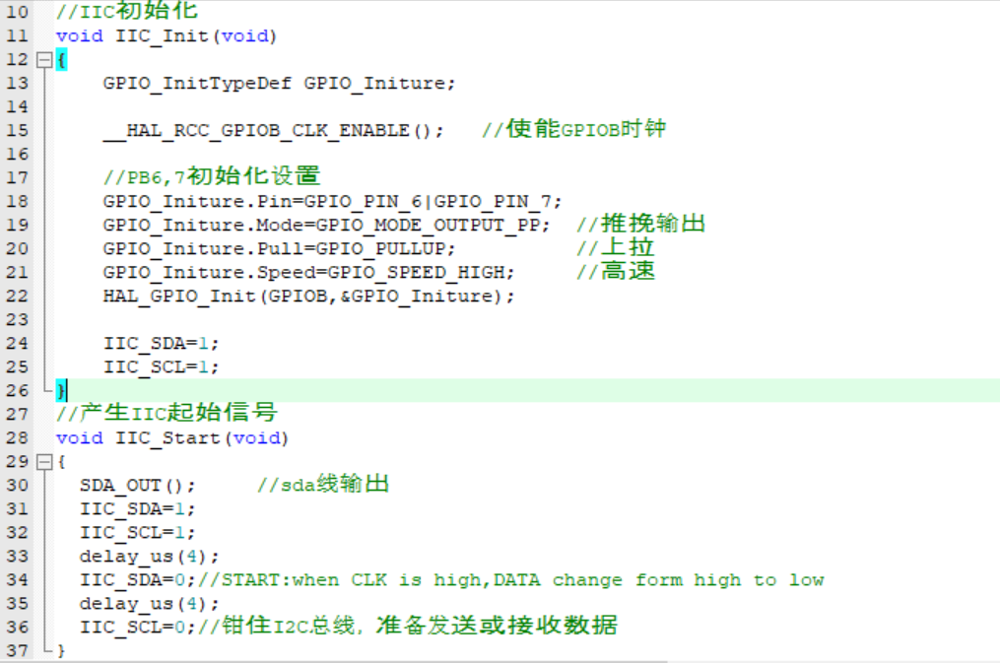 10 //IIC初始化
11 void IIC_Init(void)
12 {
13 GPIO_InitTypeDef GPIO_Initure;
14
15 __HAL_RCC_GPIOB_CLK_ENABLE(); //使能GPIOB时钟
16
17 //PB6,7初始化设置
18 GPIO_Initure.Pin=GPIO_PIN_6|GPIO_PIN_7;
19 GPIO_Initure.Mode=GPIO_MODE_OUTPUT_PP; //推挽输出
20 GPIO_Initure.Pull=GPIO_PULLUP; //上拉
21 GPIO_Initure.Speed=GPIO_SPEED_HIGH; //高速
22 HAL_GPIO_Init(GPIOB,&GPIO_Initure);
23
24 IIC_SDA=1;
25 IIC_SCL=1;
26 }
27 //产生IIC起始信号
28 void IIC_Start(void)
29 {
30 SDA_OUT(); //sda线输出
31 IIC_SDA=1;
32 IIC_SCL=1;
33 delay_us(4);
34 IIC_SDA=0;//START:when CLK is high,DATA change form high to low
35 delay_us(4);
36 IIC_SCL=0;//钳住I2C总线, 准备发送或接收数据
37 }